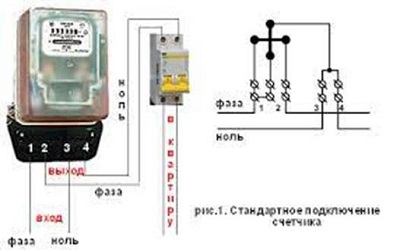 1 2 3 4
выход
фаза
вход
фаза ноль
ноль
в квартиру
фаза
ноль
1 2 3 4
рис.1. Стандартное подключение
счетчика